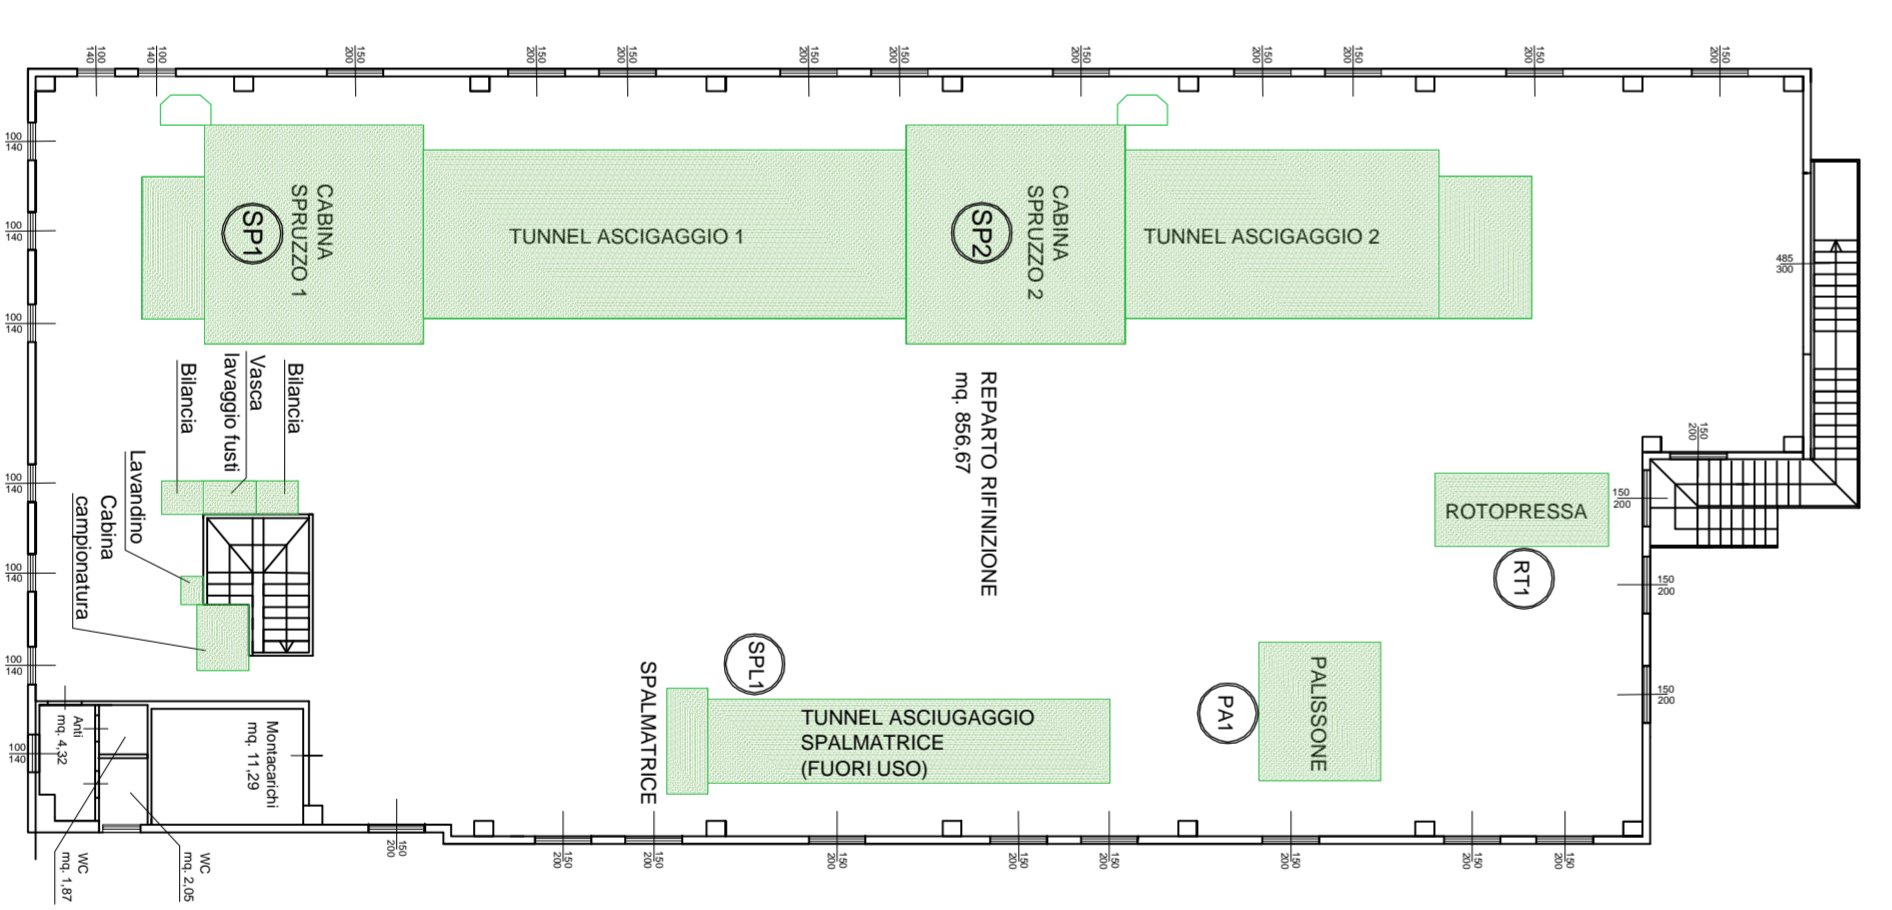 100
140
100
140
150
200
150
200
150
200
150
200
150
200
150
200
150
200
150
200
150
200
150
200
100
140
100
140
100
140
100
140
100
140
100
140
100
140
CABINA
SPRUZZO 1
SP1
TUNNEL ASCIGAGGIO 1
CABINA
SPRUZZO 2
SP2
TUNNEL ASCIGAGGIO 2
485
300
Bilancia
Vasca
lavaggio fusti
Bilancia
Lavandino
Cabina
campionatura
REPARTO RIFINIZIONE
mq. 856,67
150
200
150
200
ROTOPRESSA
RT1
150
200
150
200
SPL1
SPALMATRICE
TUNNEL ASCIUGAGGIO
SPALMATRICE
(FUORI USO)
PA1
PALISSONE
Anti
mq. 4,32
Montacarichi
mq. 11,29
WC
mq. 1,87
WC
mq. 2,05
150
200
150
200
150
200
150
200
150
200
150
200
150
200
150
200
150
200